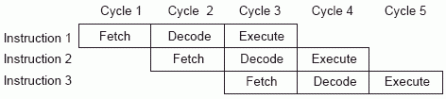 Cycle 1 Cycle 2 Cycle 3 Cycle 4 Cycle 5
Instruction 1 Fetch Decode Execute
Instruction 2 Fetch Decode Execute
Instruction 3 Fetch Decode Execute